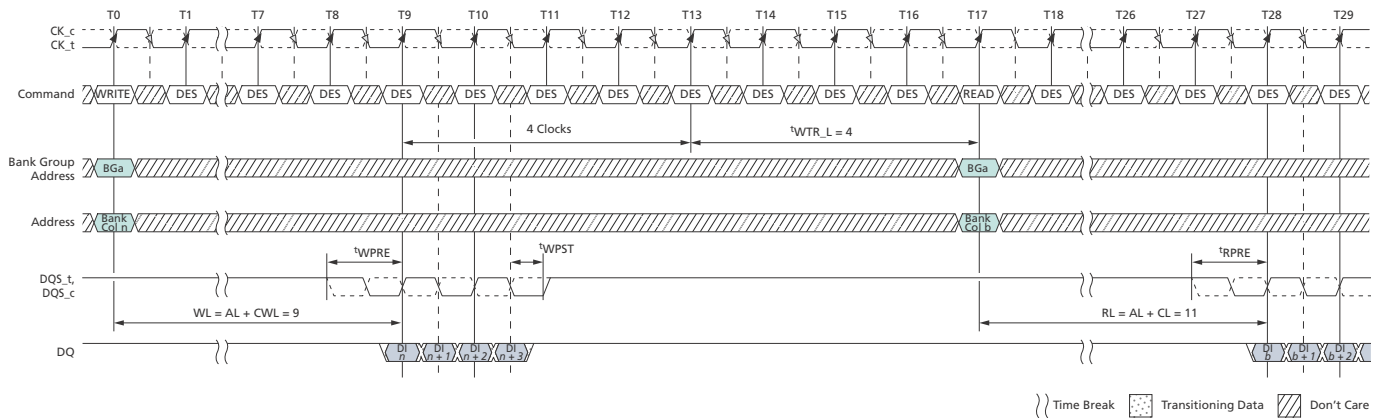 T0 T1 T7 T8 T9 T10 T11 T12 T13 T14 T15 T16 T17 T18 T26 T27 T28 T29
CK_c
CK_t
Command WRITE DES DES DES DES DES DES DES DES DES DES DES READ DES DES DES DES DES
4 Clocks tWTR_L = 4
Bank Group
Address BGa BGa
Address Bank
Col n Bank
Col b
tWPRE tWPST tRPRE
DQS_t,
DQS_c
WL = AL + CWL = 9 RL = AL + CL = 11
DQ DI
n DI
n + 1 DI
n + 2 DI
n + 3 DI
b DI
b + 1 DI
b + 2
Time Break Transitioning Data Don't Care